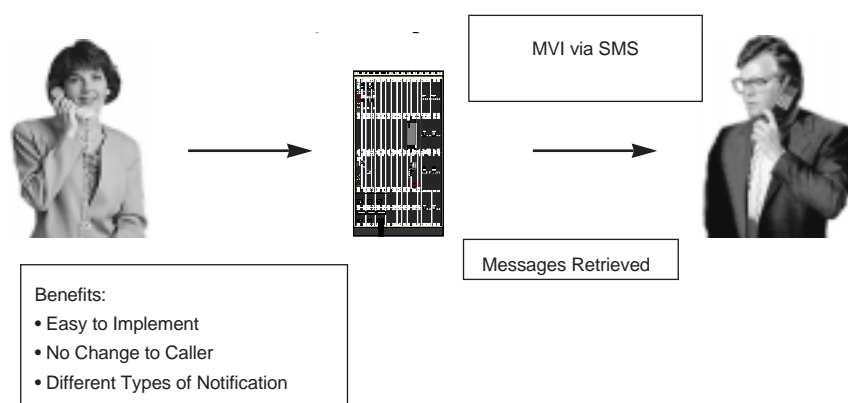 MVI via SMS
Messages Retrieved
Benefits:
• Easy to Implement
• No Change to Caller
• Different Types of Notification